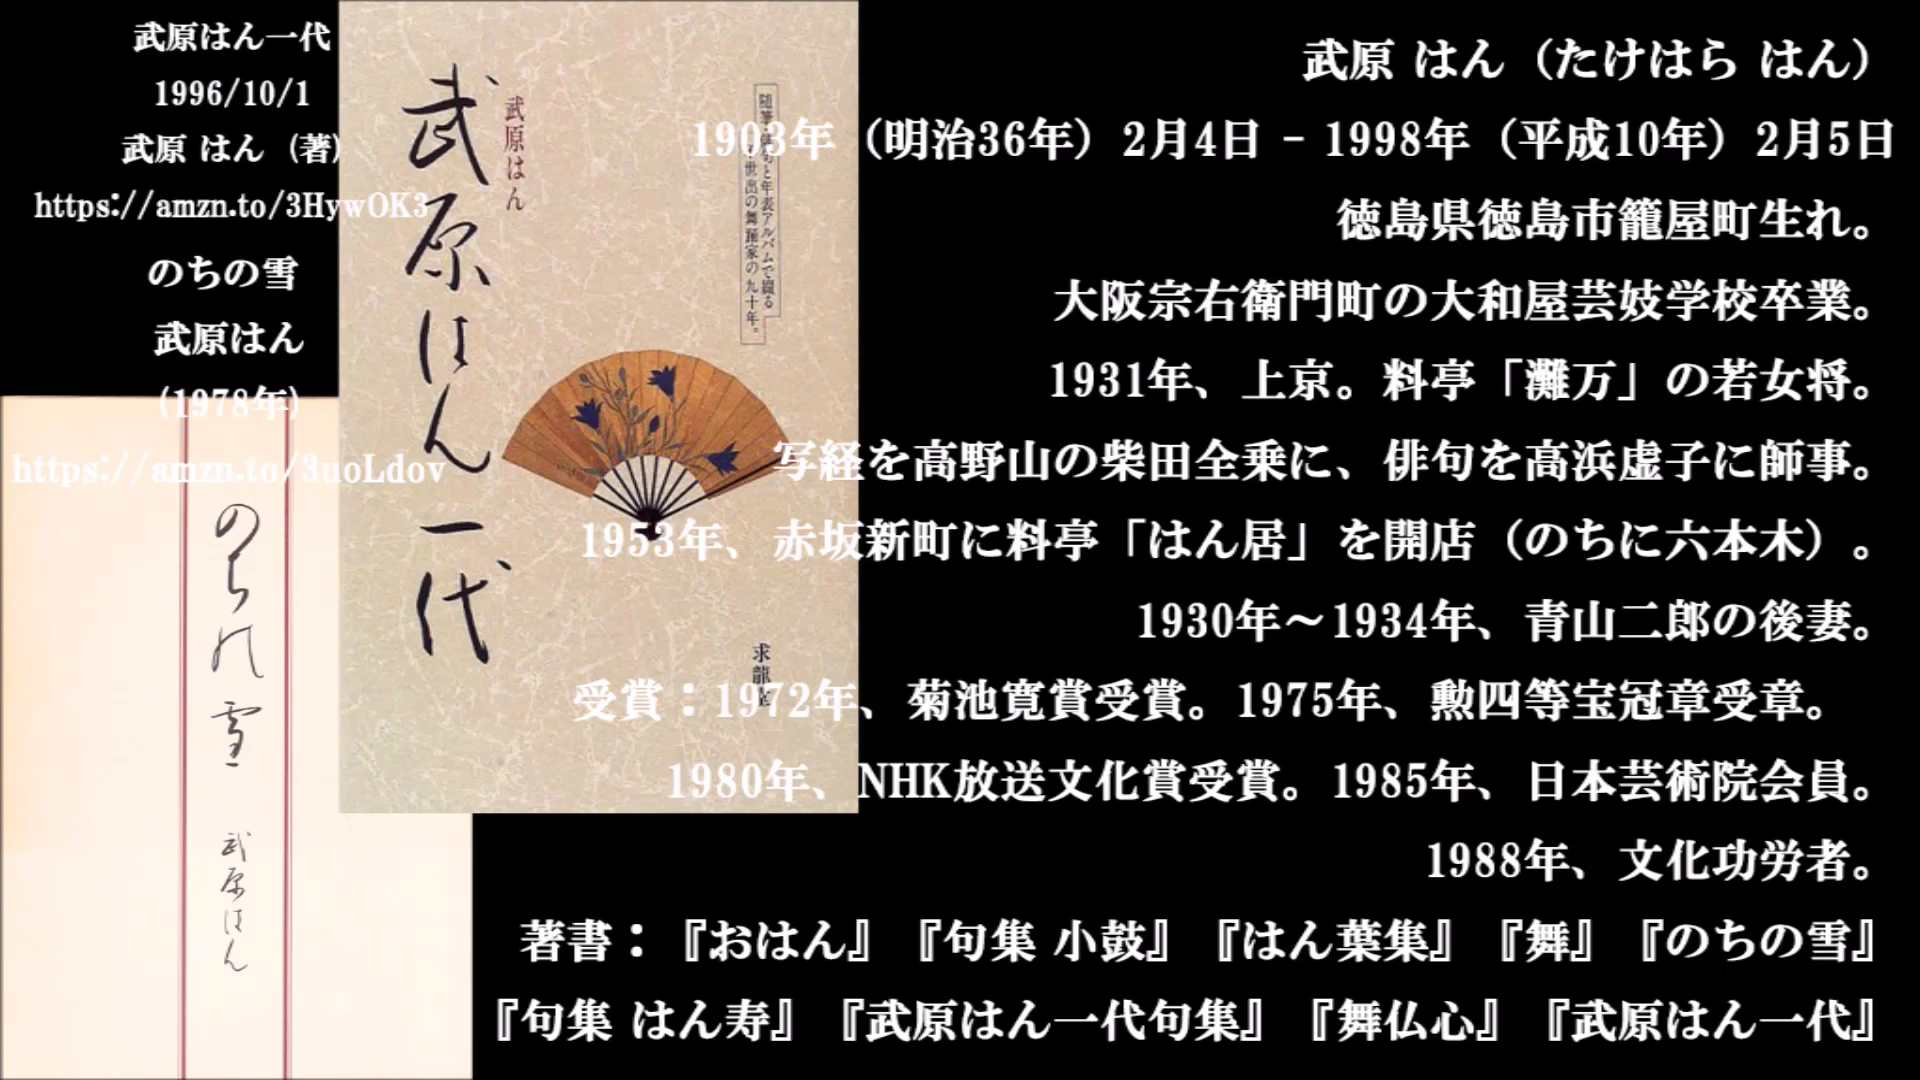 武原はん一代
1996/10/1
武原 はん (著)
https://amzn.to/3HywOK3
のちの雪
武原はん
(1978年)
https://amzn.to/3uoLdov
のちの雪
武原はん
武原はん一代
武原はん
世出の舞踊家の九十年。
求龍堂
武原 はん（たけはら はん）
1903年（明治36年）2月4日 - 1998年（平成10年）2月5日
徳島県徳島市籠屋町生れ。
大阪宗右衛門町の大和屋芸妓学校卒業。
1931年、上京。料亭「灘万」の若女将。
写経を高野山の柴田全乗に、俳句を高浜虚子に師事。
1953年、赤坂新町に料亭「はん居」を開店（のちに六本木）。
1930年～1934年、青山二郎の後妻。
受賞：1972年、菊池寛賞受賞。1975年、勲四等宝冠章受章。
1980年、NHK放送文化賞受賞。1985年、日本芸術院会員。
1988年、文化功労者。
著書：『おはん』『句集 小鼓』『はん葉集』『舞』『のちの雪』
『句集 はん寿』『武原はん一代句集』『舞仏心』『武原はん一代』